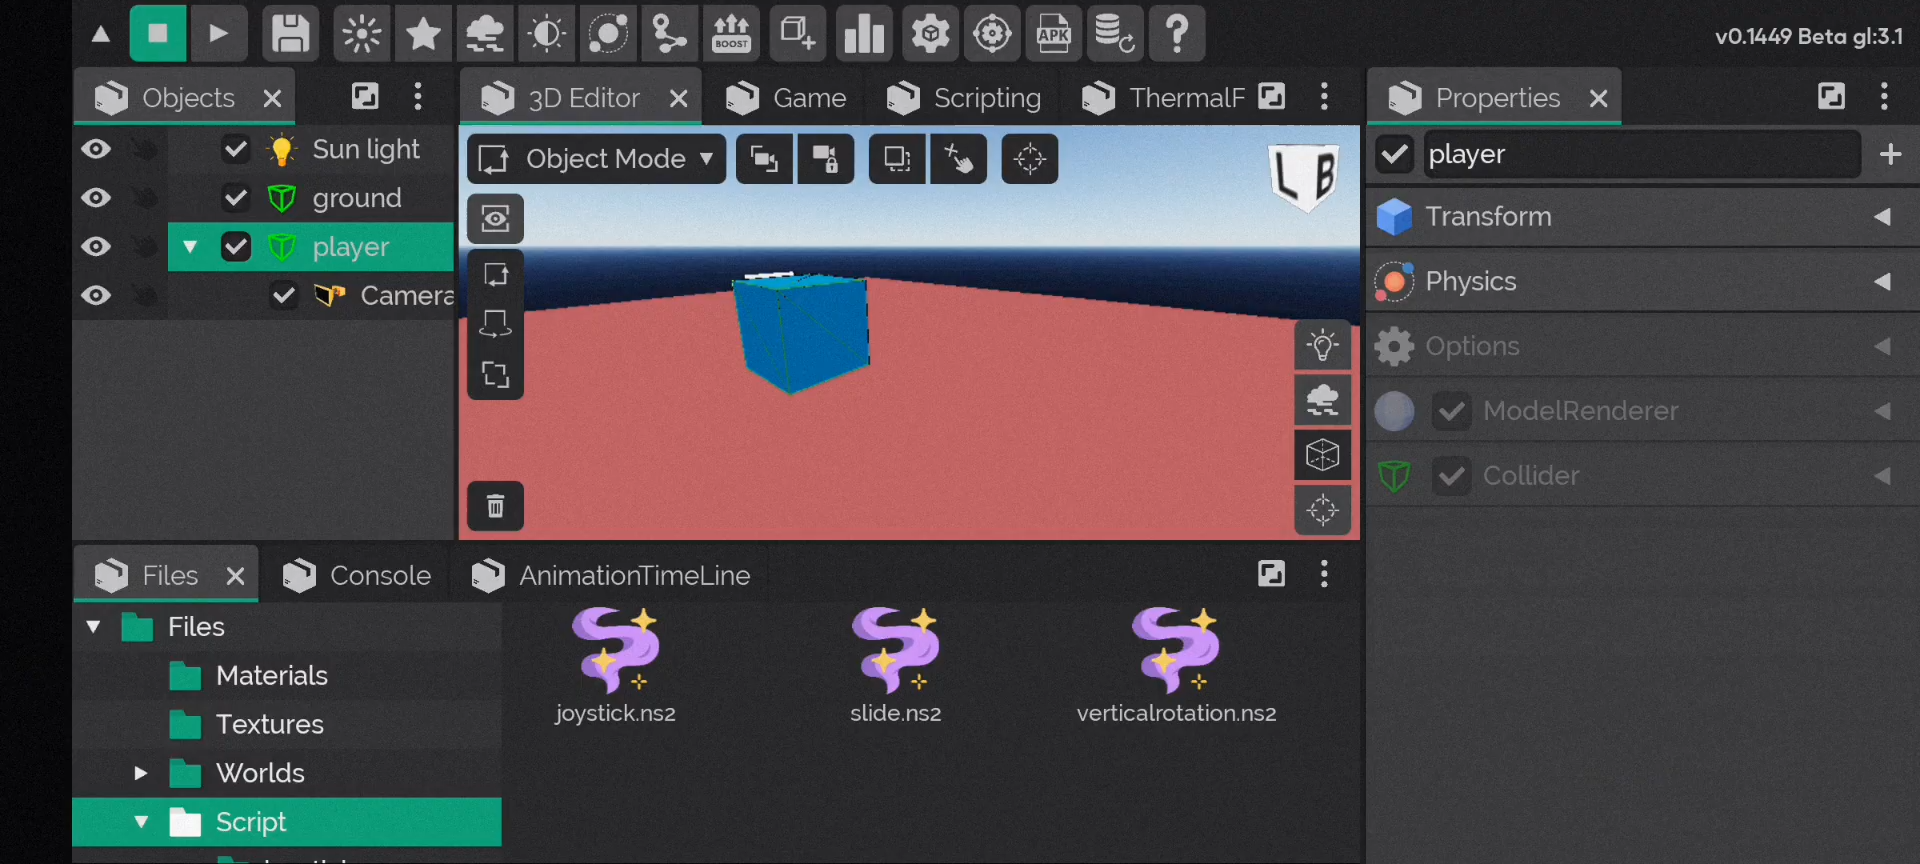 BOOST
APK
v0.1449 Beta gl:3.1
Objects
3D Editor
Game
Scripting
ThermalF
Properties
Sun light
ground
player
Camera
Object Mode
L B
player
Transform
Physics
Options
ModelRenderer
Collider
Files
Console
AnimationTimeLine
Files
Materials
Textures
Worlds
Script
joystick.ns2
slide.ns2
verticalrotation.ns2